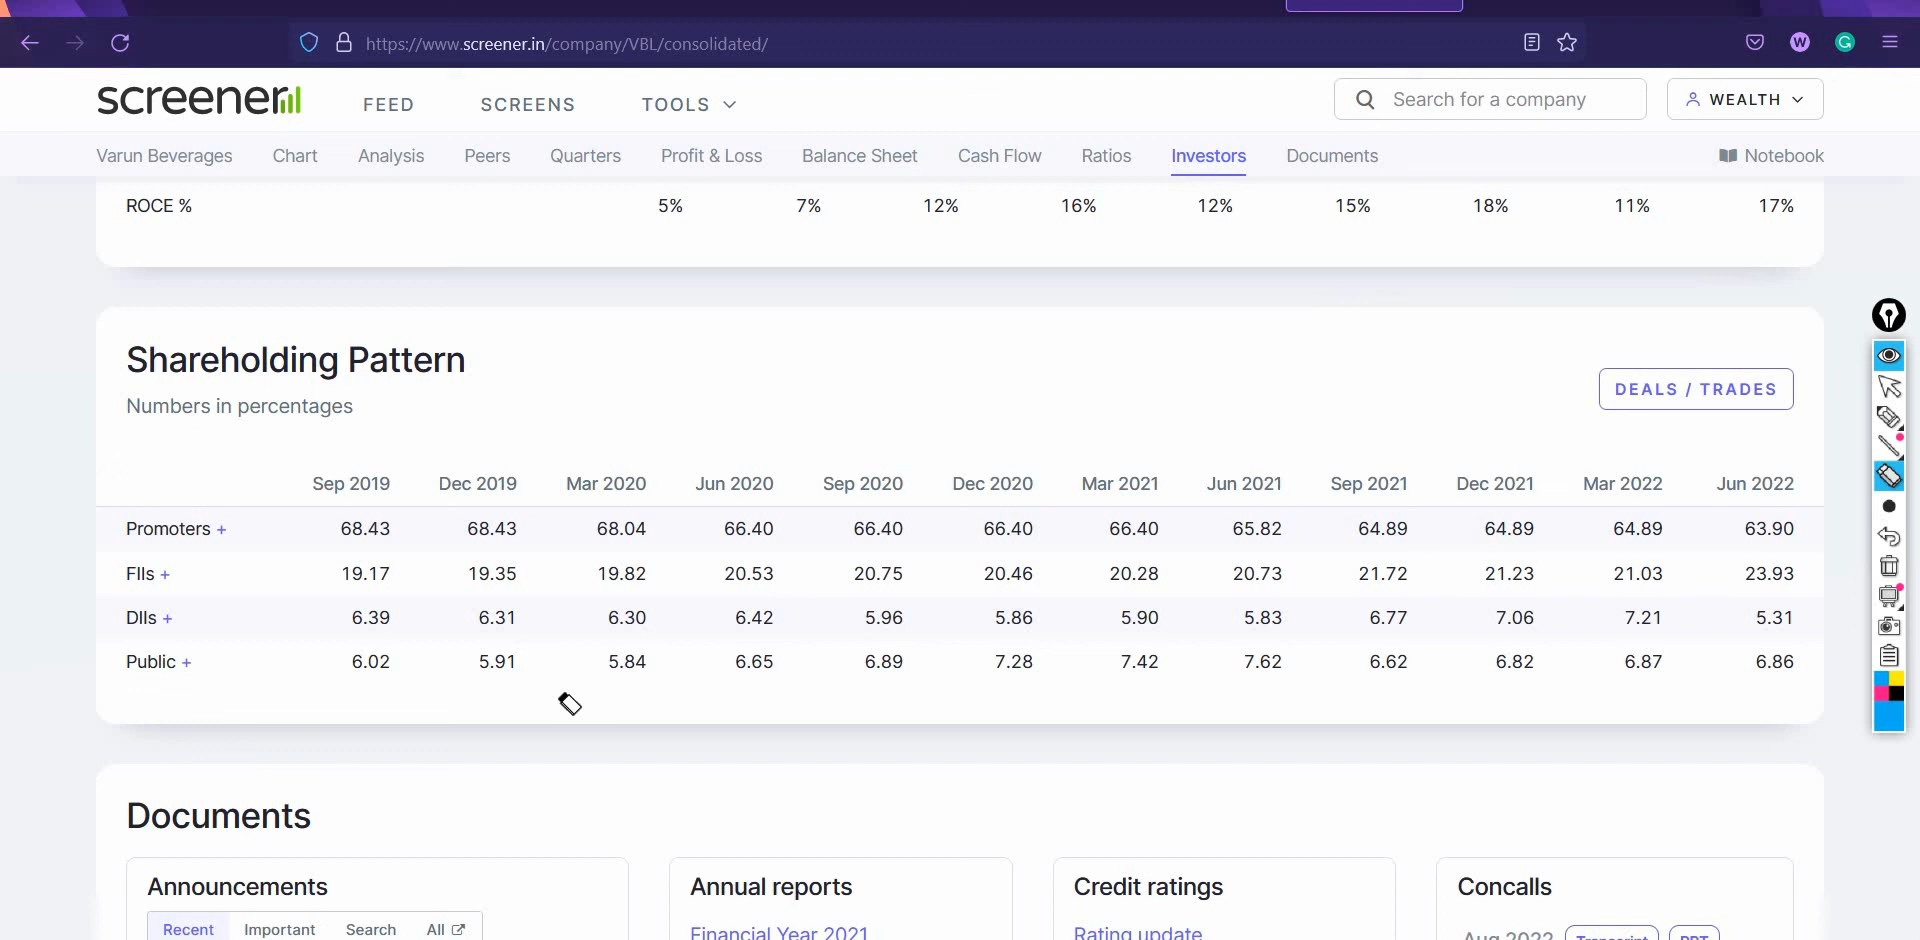 https://www.screener.in/company/VBL/consolidated/
W G
screener FEED SCREENS TOOLS Search for a company WEALTH
Varun Beverages Chart Analysis Peers Quarters Profit & Loss Balance Sheet Cash Flow Ratios Investors Documents Notebook
ROCE % 5% 7% 12% 16% 12% 15% 18% 11% 17%
Shareholding Pattern
Numbers in percentages
DEALS / TRADES
Sep 2019 Dec 2019 Mar 2020 Jun 2020 Sep 2020 Dec 2020 Mar 2021 Jun 2021 Sep 2021 Dec 2021 Mar 2022 Jun 2022
Promoters + 68.43 68.43 68.04 66.40 66.40 66.40 66.40 65.82 64.89 64.89 64.89 63.90
FIIs + 19.17 19.35 19.82 20.53 20.75 20.46 20.28 20.73 21.72 21.23 21.03 23.93
DIIs + 6.39 6.31 6.30 6.42 5.96 5.86 5.90 5.83 6.77 7.06 7.21 5.31
Public + 6.02 5.91 5.84 6.65 6.89 7.28 7.42 7.62 6.62 6.82 6.87 6.86
Documents
Announcements Annual reports Credit ratings Concalls
Recent Important Search All Financial Year 2021 Rating update Aug 2022 Transcript PPT